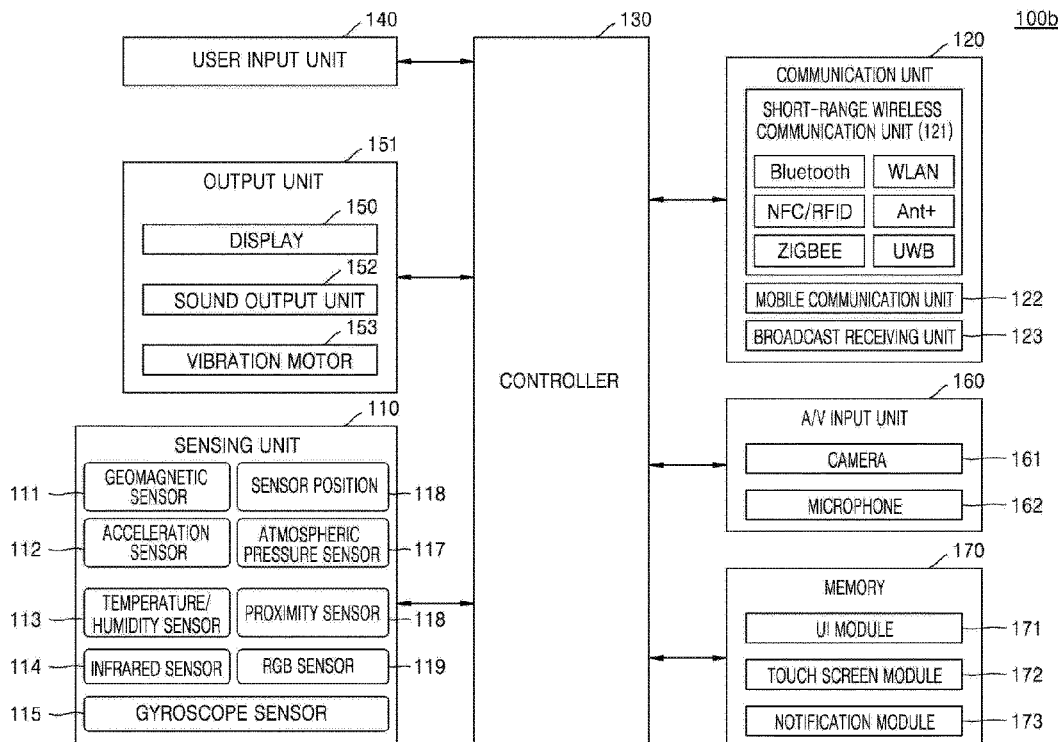 100b
140
USER INPUT UNIT
151
OUTPUT UNIT
150
DISPLAY
152
SOUND OUTPUT UNIT
153
VIBRATION MOTOR
110
SENSING UNIT
111
GEOMAGNETIC
SENSOR
SENSOR POSITION
118
112
ACCELERATION
SENSOR
ATMOSPHERIC
PRESSURE SENSOR
117
113
TEMPERATURE/
HUMIDITY SENSOR
PROXIMITY SENSOR
118
114
INFRARED SENSOR
RGB SENSOR
119
115
GYROSCOPE SENSOR
130
CONTROLLER
120
COMMUNICATION UNIT
SHORT-RANGE WIRELESS
COMMUNICATION UNIT (121)
Bluetooth
WLAN
NFC/RFID
Ant+
ZIGBEE
UWB
MOBILE COMMUNICATION UNIT
122
BROADCAST RECEIVING UNIT
123
160
A/V INPUT UNIT
CAMERA
161
MICROPHONE
162
170
MEMORY
UI MODULE
171
TOUCH SCREEN MODULE
172
NOTIFICATION MODULE
173